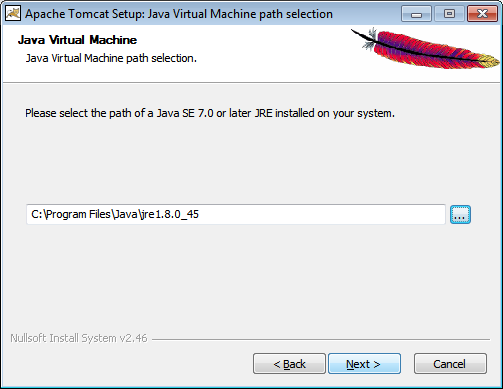 Apache Tomcat Setup: Java Virtual Machine path selection
Java Virtual Machine
Java Virtual Machine path selection.
Please select the path of a Java SE 7.0 or later JRE installed on your system.
C:\Program Files\Java\jre1.8.0_45
...
Nullsoft Install System v2.46
< Back
Next >
Cancel